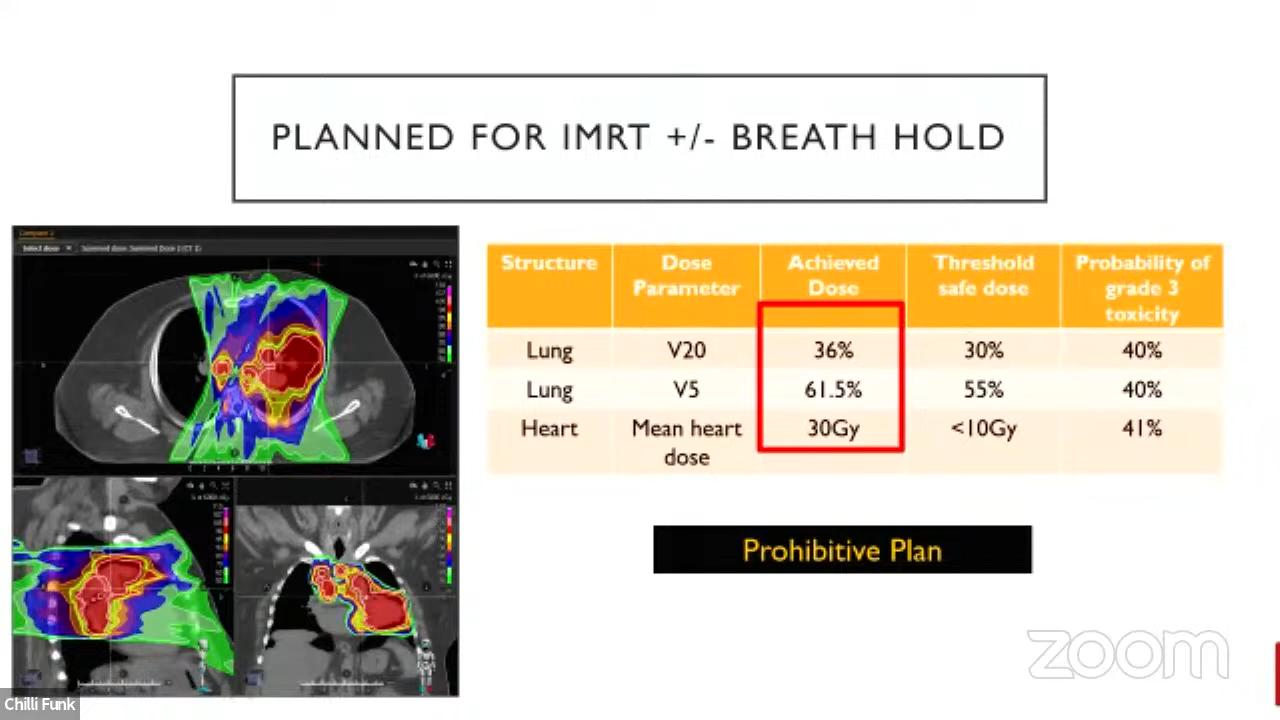 PLANNED FOR IMRT +/- BREATH HOLD
Structure Dose Parameter Achieved Dose Threshold safe dose Probability of grade 3 toxicity
Lung V20 36% 30% 40%
Lung V5 61.5% 55% 40%
Heart Mean heart dose 30Gy <10Gy 41%
Prohibitive Plan
zoom
Chilli Funk